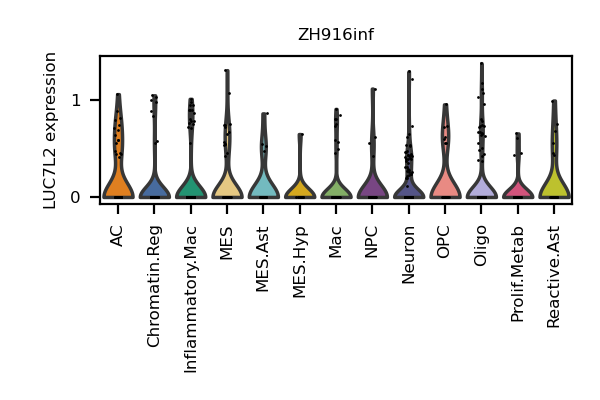 ZH916inf
LUC7L2 expression
1
0
AC
Chromatin.Reg
Inflammatory.Mac
MES
MES.Ast
MES.Hyp
Mac
NPC
Neuron
OPC
Oligo
Prolif.Metab
Reactive.Ast